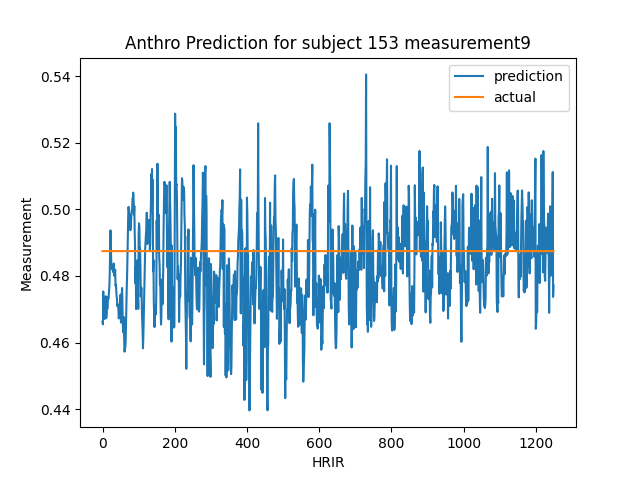 Anthro Prediction for subject 153 measurement9
prediction
actual
0.54
0.52
0.50
0.48
0.46
0.44
Measurement
0
200
400
600
800
1000
1200
HRIR